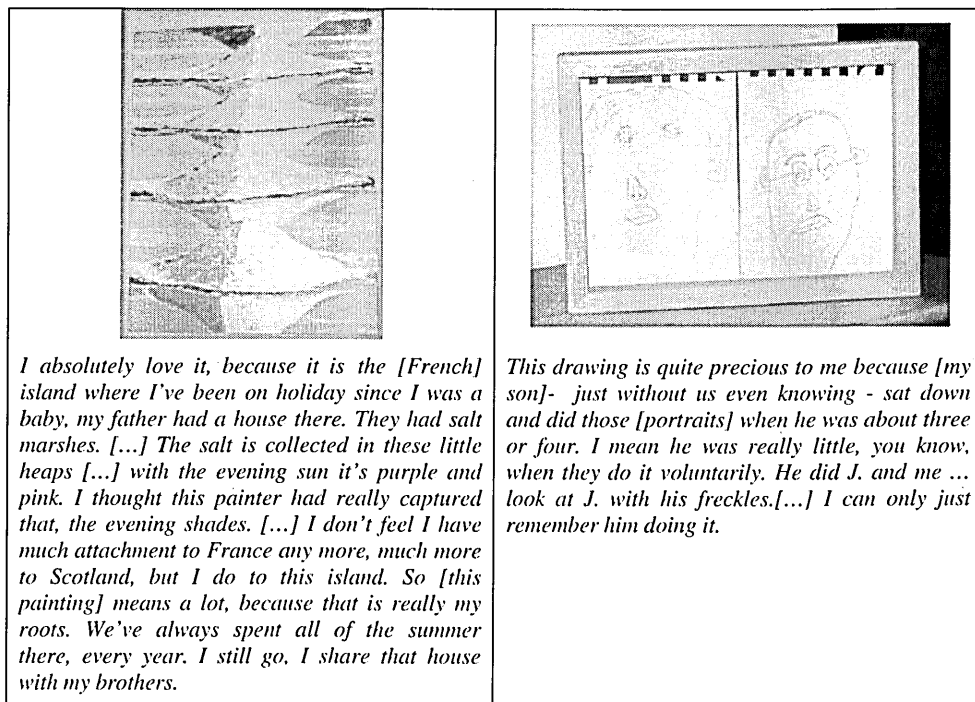 I absolutely love it, because it is the [French]
island where I've been on holiday since I was a
baby, my father had a house there. They had salt
marshes. […] The salt is collected in these little
heaps […] with the evening sun it's purple and
pink. I thought this painter had really captured
that, the evening shades. […] I don't feel I have
much attachment to France any more, much more
to Scotland, but I do to this island. So [this
painting] means a lot, because that is really my
roots. We've always spent all of the summer
there, every year. I still go, I share that house
with my brothers.
This drawing is quite precious to me because [my
son]- just without us even knowing - sat down
and did those [portraits] when he was about three
or four. I mean he was really little, you know,
when they do it voluntarily. He did J. and me ...
look at J. with his freckles.[…] I can only just
remember him doing it.